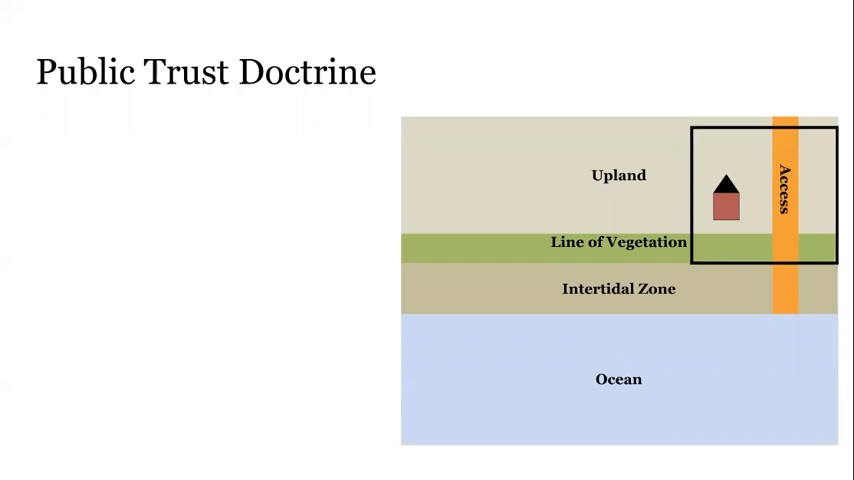 Public Trust Doctrine
Upland
Access
Line of Vegetation
Intertidal Zone
Ocean